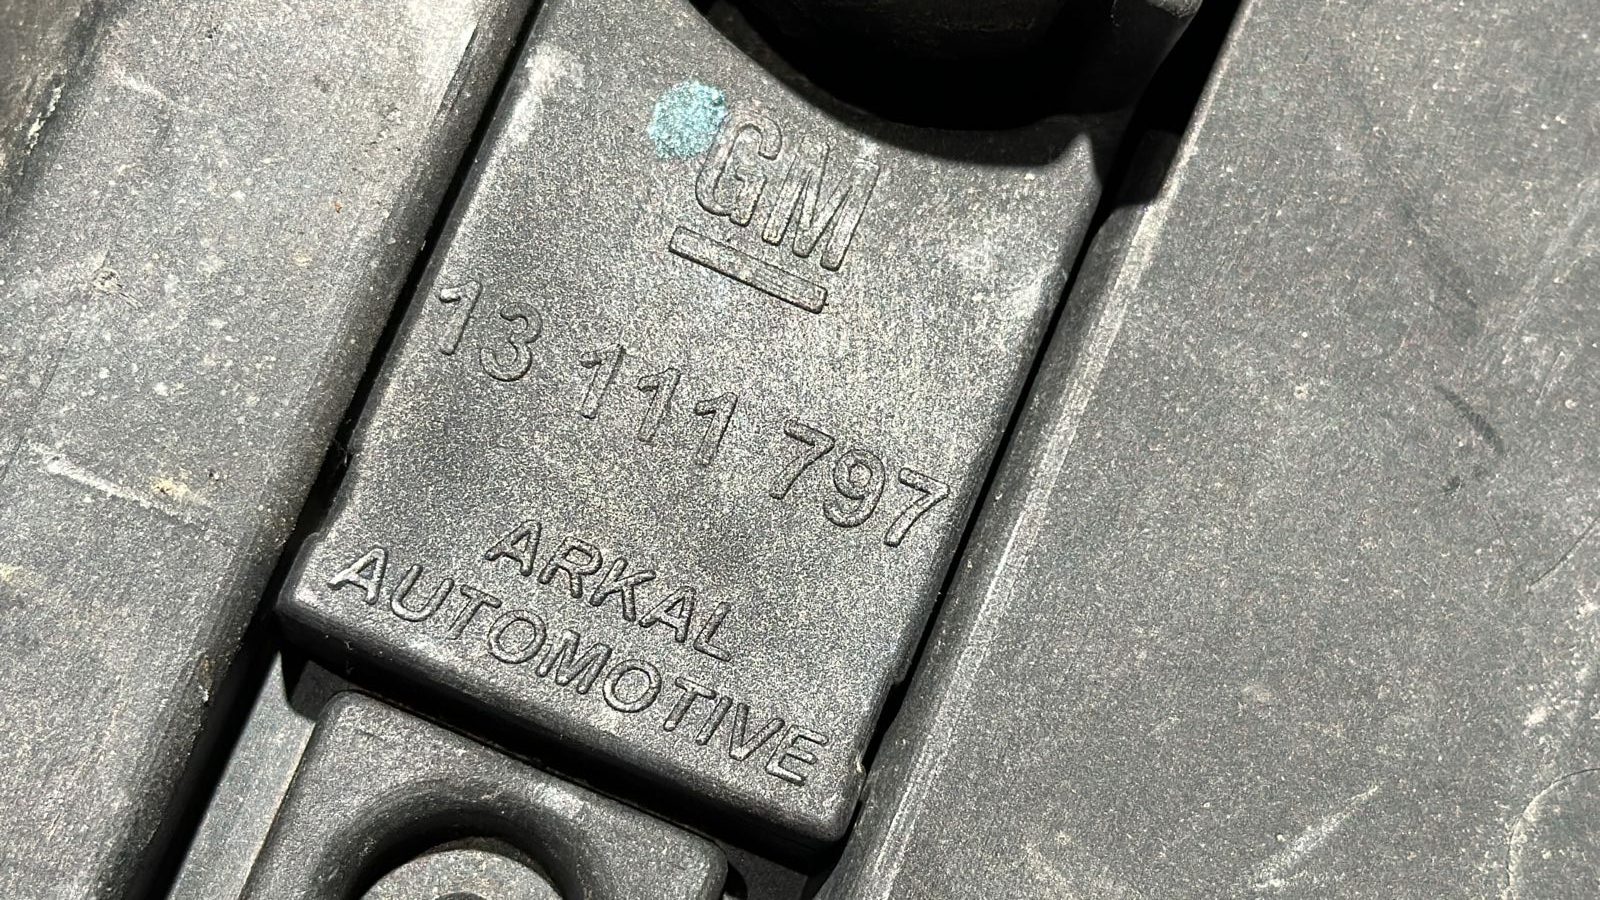 GM
13 111 797
ARKAL
AUTOMOTIVE